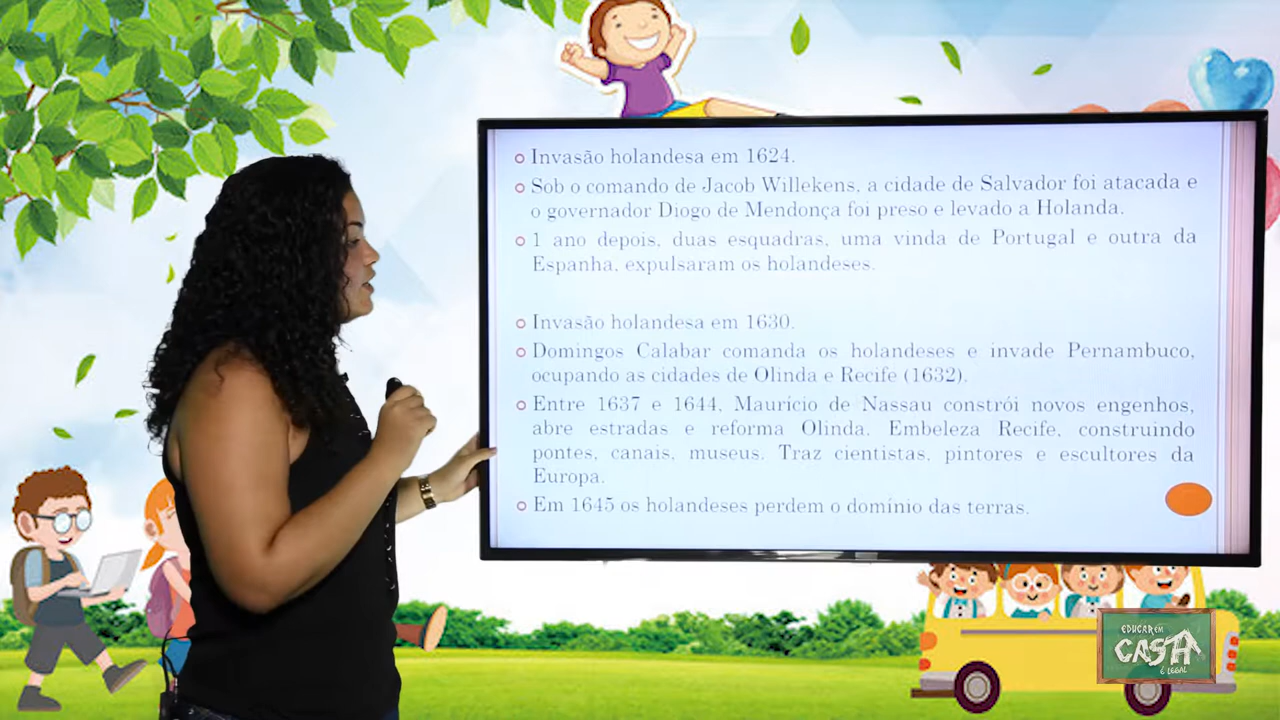 Invasão holandesa em 1624.
Sob o comando de Jacob Willekens, a cidade de Salvador foi atacada e
o governador Diogo de Mendonça foi preso e levado a Holanda.
1 ano depois, duas esquadras, uma vinda de Portugal e outra da
Espanha, expulsaram os holandeses.
Invasão holandesa em 1630.
Domingos Calabar comanda os holandeses e invade Pernambuco,
ocupando as cidades de Olinda e Recife (1632).
Entre 1637 e 1644, Maurício de Nassau constrói novos engenhos,
abre estradas e reforma Olinda. Embeleza Recife, construindo
pontes, canais, museus. Traz cientistas, pintores e escultores da
Europa.
Em 1645 os holandeses perdem o domínio das terras.
EDUCAR EM
CASA
É LEGAL